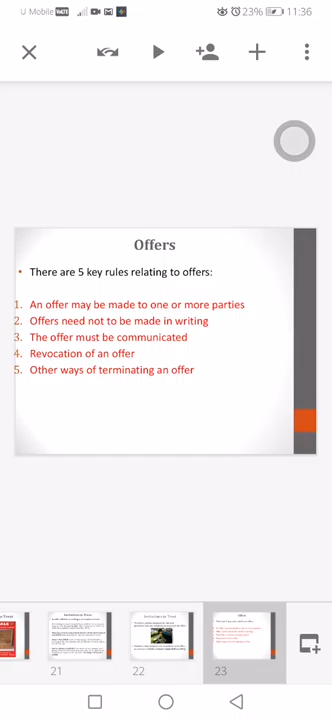 U Mobile VoLTE
23% 11:36
Offers
• There are 5 key rules relating to offers:
1. An offer may be made to one or more parties
2. Offers need not to be made in writing
3. The offer must be communicated
4. Revocation of an offer
5. Other ways of terminating an offer
21
22
23